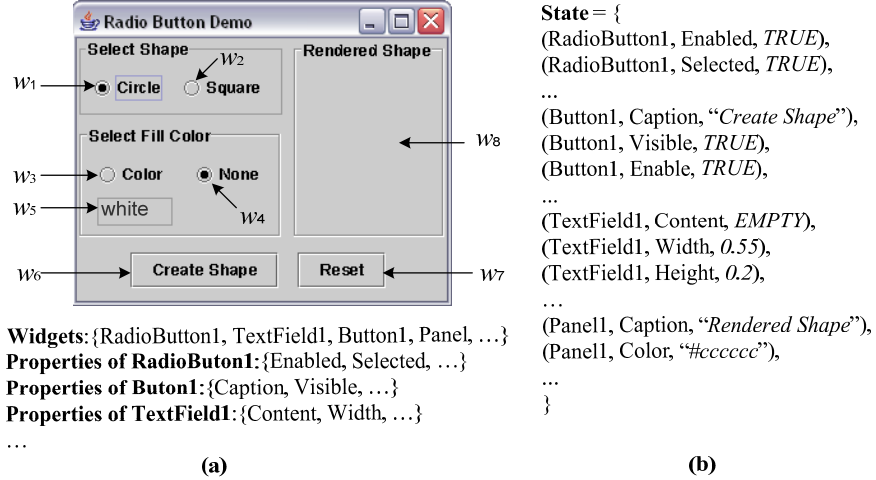 Radio Button Demo
Select Shape
Rendered Shape
w₂
w₁
Circle
Square
Select Fill Color
w₈
w₃
Color
None
w₅
white
w₄
w₆
Create Shape
Reset
w₇
Widgets:{RadioButton1, TextField1, Button1, Panel, …}
Properties of RadioButon1:{Enabled, Selected, …}
Properties of Buton1:{Caption, Visible, …}
Properties of TextField1:{Content, Width, …}
…
(a)
State = {
(RadioButton1, Enabled, TRUE),
(RadioButton1, Selected, TRUE),
...
(Button1, Caption, “Create Shape”),
(Button1, Visible, TRUE),
(Button1, Enable, TRUE),
...
(TextField1, Content, EMPTY),
(TextField1, Width, 0.55),
(TextField1, Height, 0.2),
…
(Panel1, Caption, “Rendered Shape”),
(Panel1, Color, “#cccccc”),
...
}
(b)